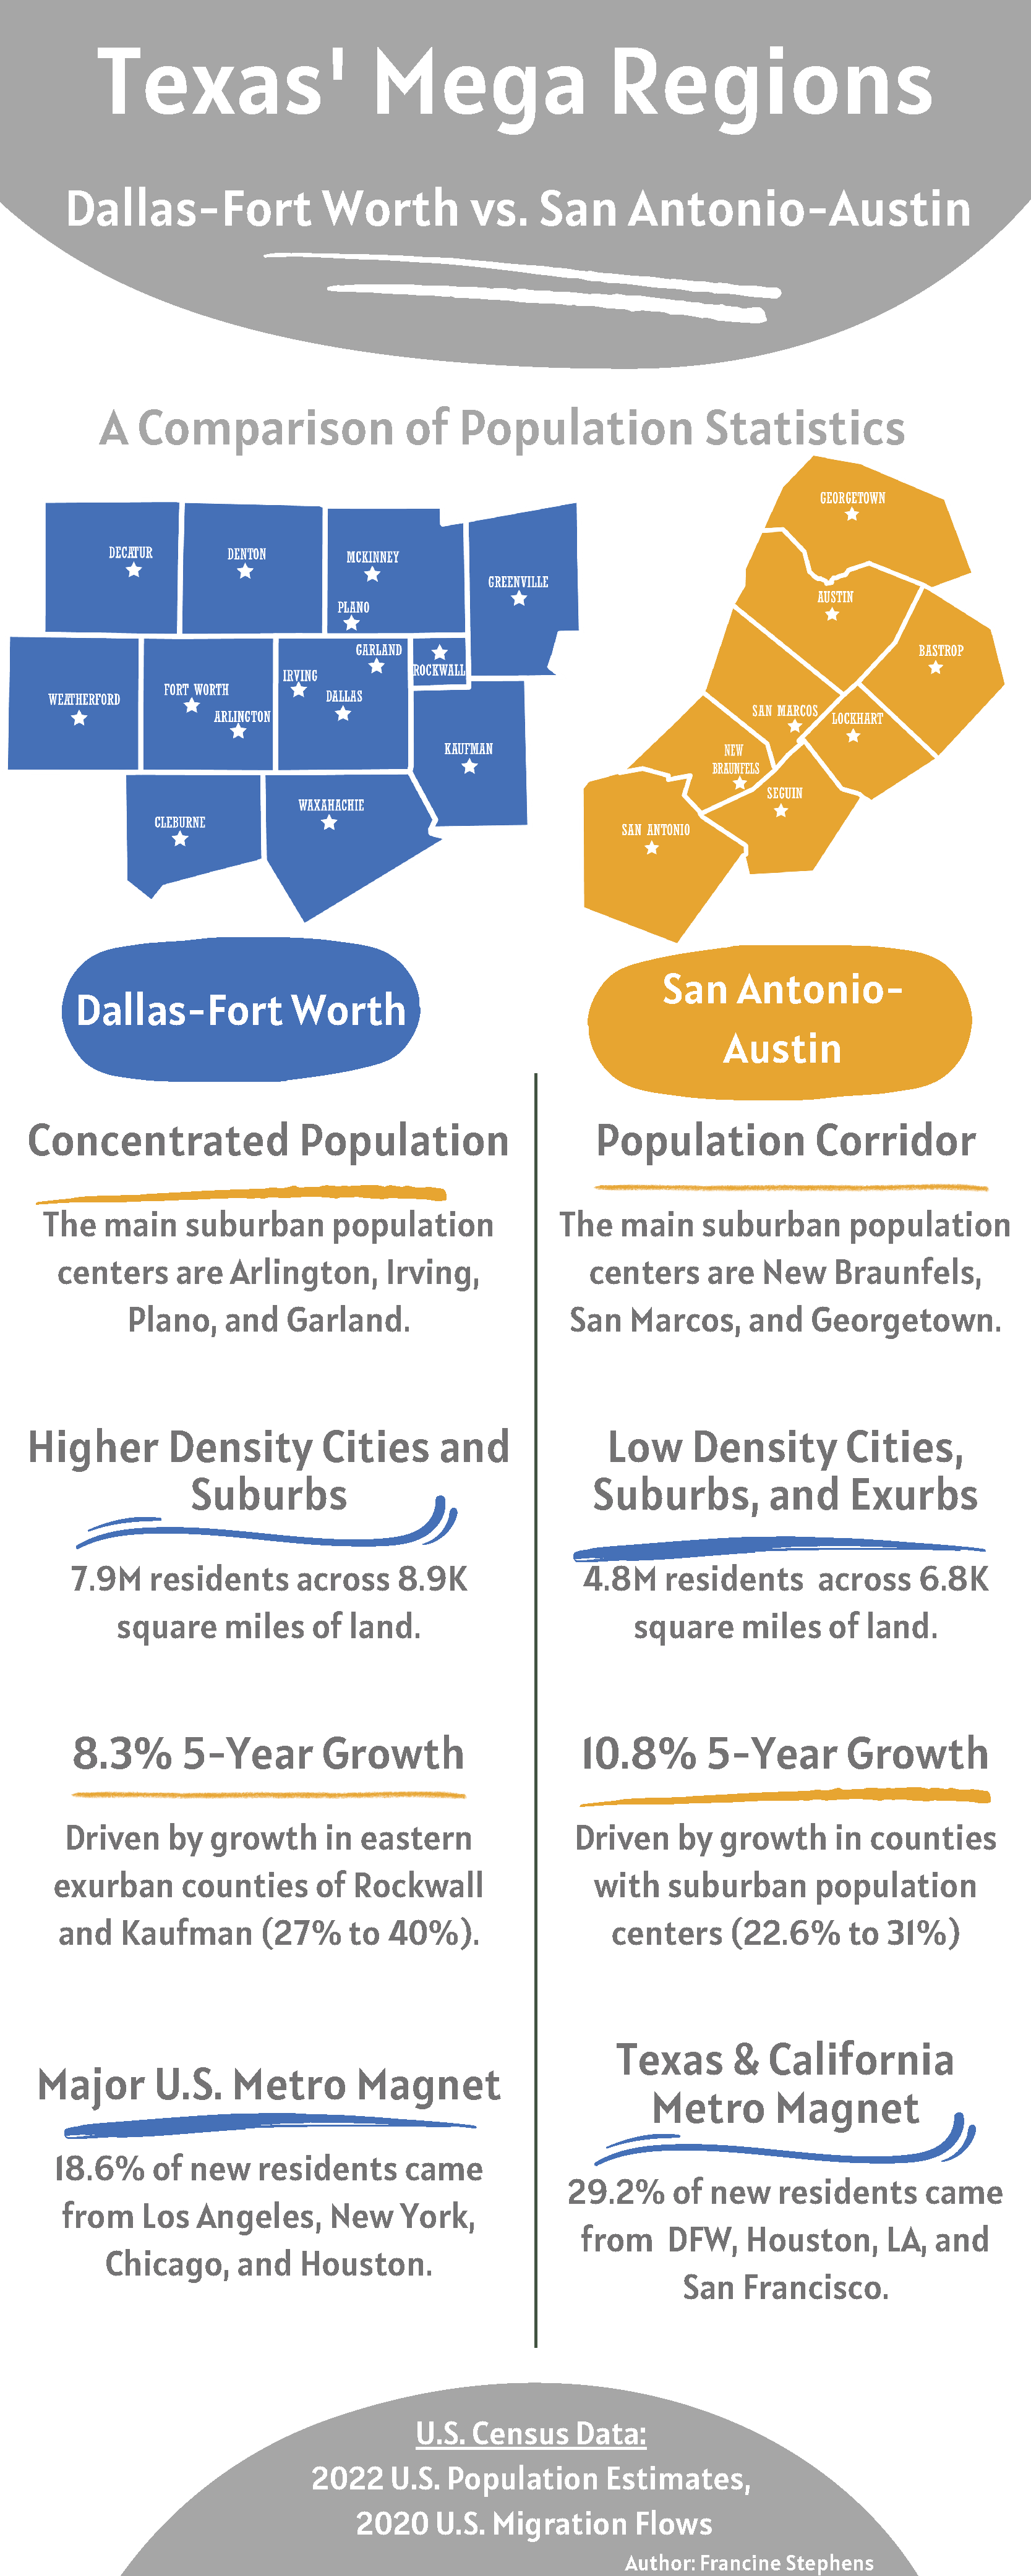 Texas' Mega Regions
Dallas-Fort Worth vs. San Antonio-Austin
A Comparison of Population Statistics
DECATUR
DENTON
MCKINNEY
PLANO
GREENVILLE
WEATHERFORD
FORT WORTH
ARLINGTON
IRVING
GARLAND
DALLAS
ROCKWALL
KAUFMAN
CLEBURNE
WAXAHACHIE
GEORGETOWN
AUSTIN
BASTROP
SAN MARCOS
LOCKHART
NEW
BRAUNFELS
SEGUIN
SAN ANTONIO
Dallas-Fort Worth
Concentrated Population
The main suburban population
centers are Arlington, Irving,
Plano, and Garland.
Higher Density Cities and
Suburbs
7.9M residents across 8.9K
square miles of land.
8.3% 5-Year Growth
Driven by growth in eastern
exurban counties of Rockwall
and Kaufman (27% to 40%).
Major U.S. Metro Magnet
18.6% of new residents came
from Los Angeles, New York,
Chicago, and Houston.
San Antonio-
Austin
Population Corridor
The main suburban population
centers are New Braunfels,
San Marcos, and Georgetown.
Low Density Cities,
Suburbs, and Exurbs
4.8M residents across 6.8K
square miles of land.
10.8% 5-Year Growth
Driven by growth in counties
with suburban population
centers (22.6% to 31%)
Texas & California
Metro Magnet
29.2% of new residents came
from DFW, Houston, LA, and
San Francisco.
U.S. Census Data:
2022 U.S. Population Estimates,
2020 U.S. Migration Flows
Author: Francine Stephens